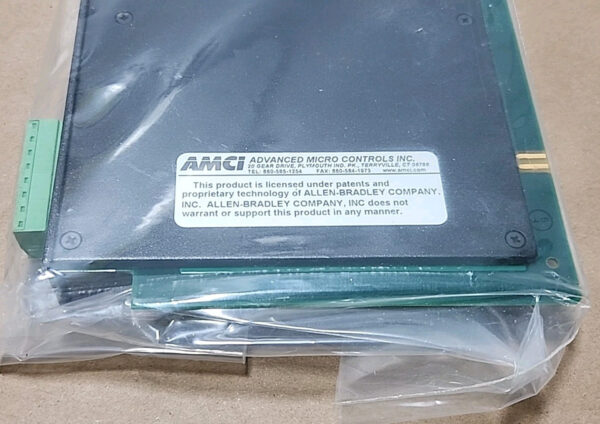 AMCI ADVANCED MICRO CONTROLS INC.
20 GEAR DRIVE, PLYMOUTH IND. PK., TERRYVILLE, CT 06786
TEL: 860-585-1254 FAX: 860-584-1973 www.amci.com
This product is licensed under patents and
proprietary technology of ALLEN-BRADLEY COMPANY,
INC. ALLEN-BRADLEY COMPANY, INC does not
warrant or support this product in any manner.